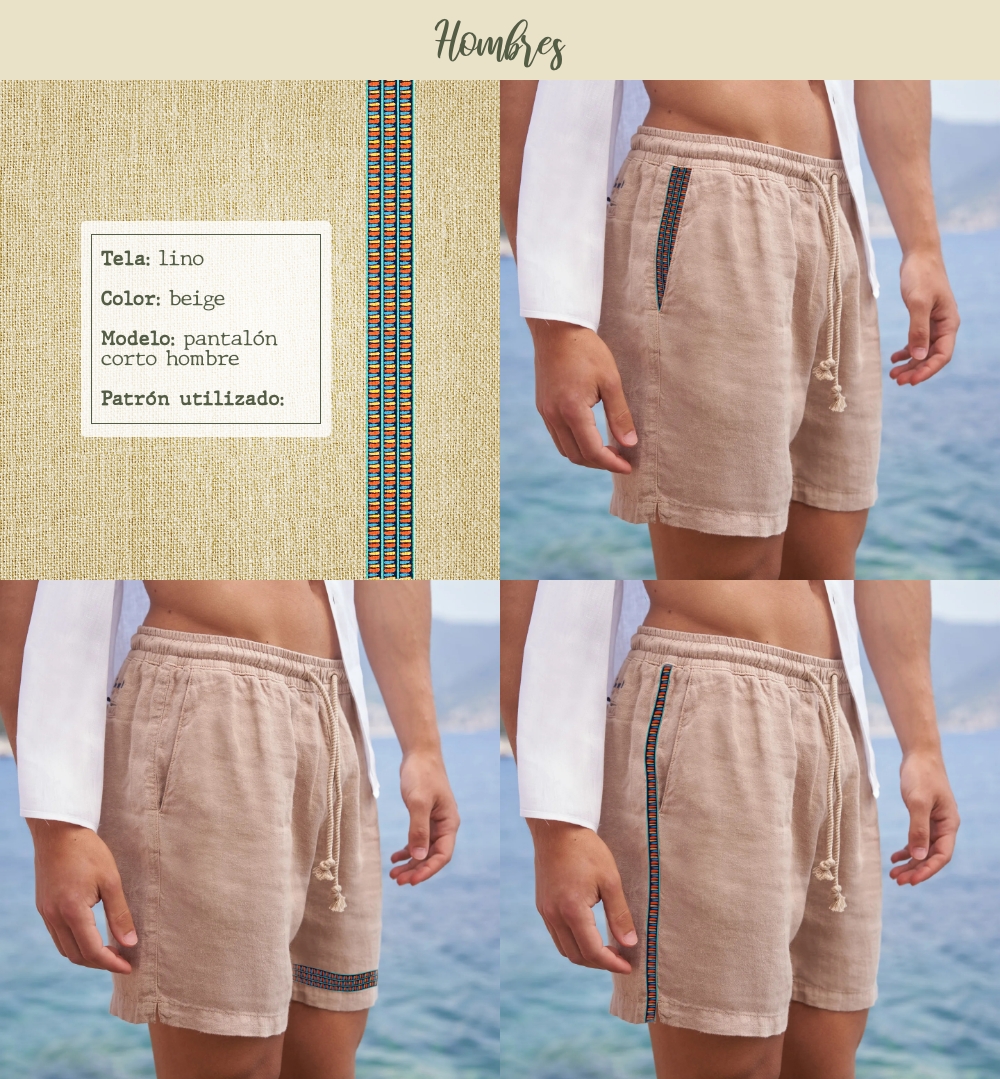 Hombres
Tela: lino
Color: beige
Modelo: pantalón
corto hombre
Patrón utilizado: